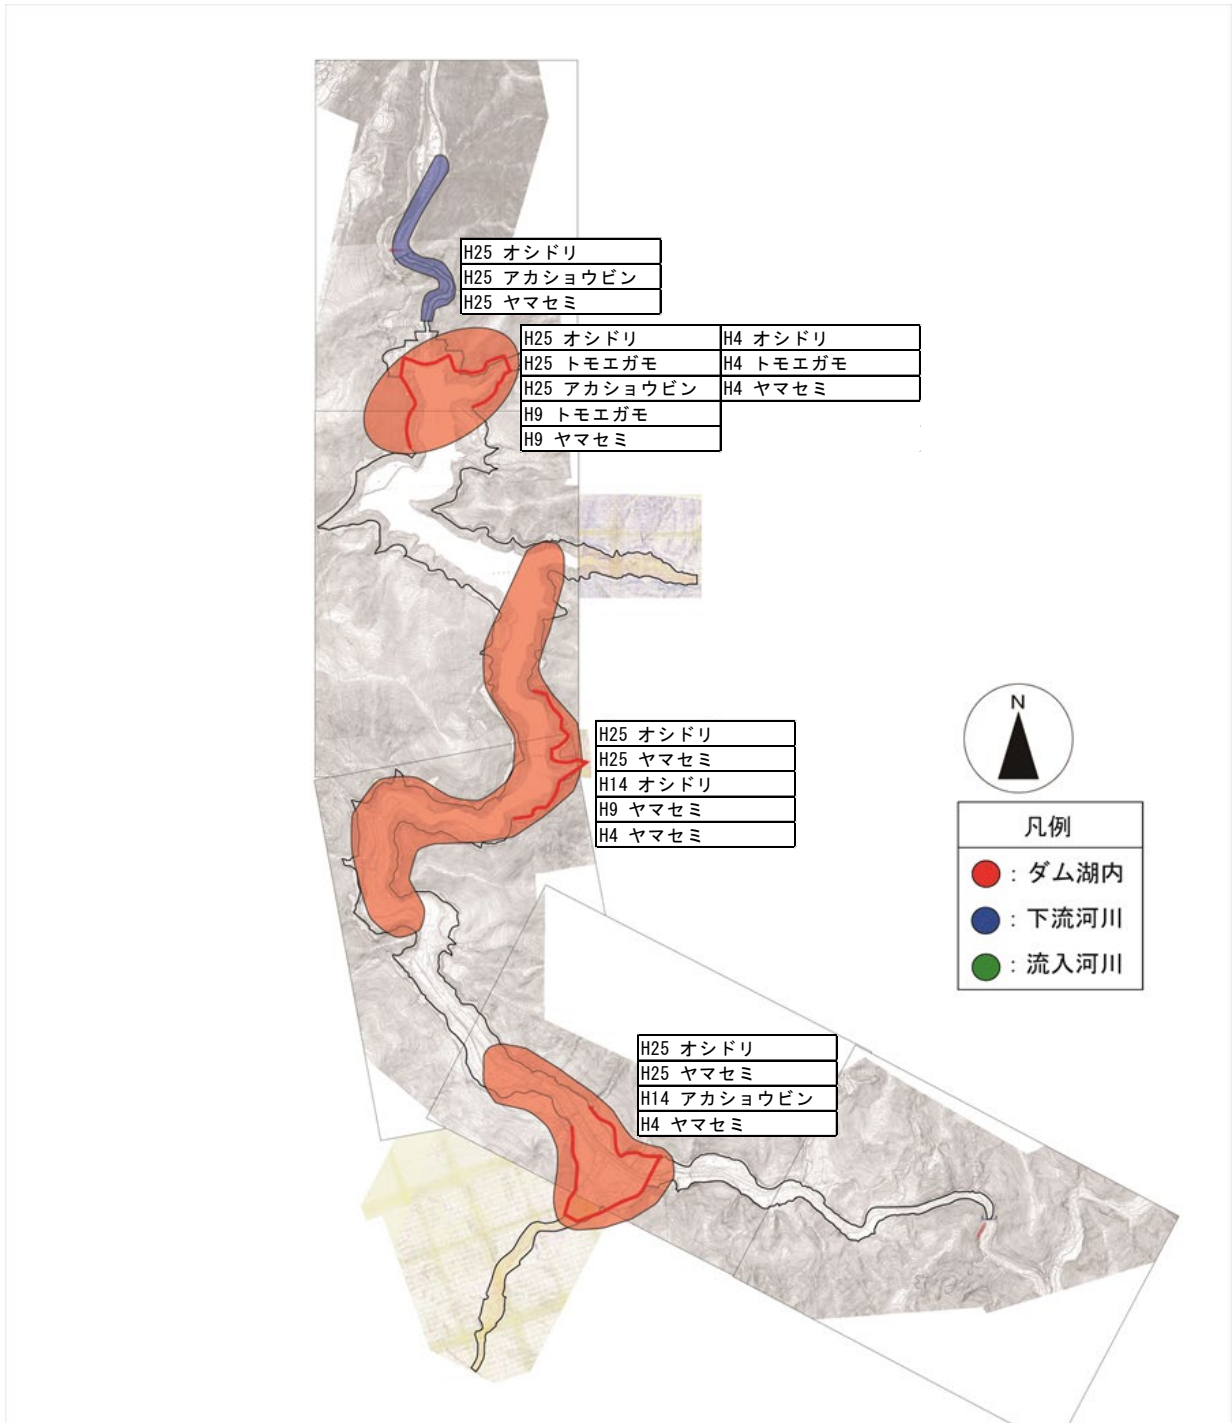 H25 オシドリ
H25 アカショウビン
H25 ヤマセミ
H25 オシドリ H4 オシドリ
H25 トモエガモ H4 トモエガモ
H25 アカショウビン H4 ヤマセミ
H9 トモエガモ
H9 ヤマセミ
N
H25 オシドリ
H25 ヤマセミ
H14 オシドリ
H9 ヤマセミ
H4 ヤマセミ
凡例
：ダム湖内
：下流河川
：流入河川
H25 オシドリ
H25 ヤマセミ
H14 アカショウビン
H4 ヤマセミ